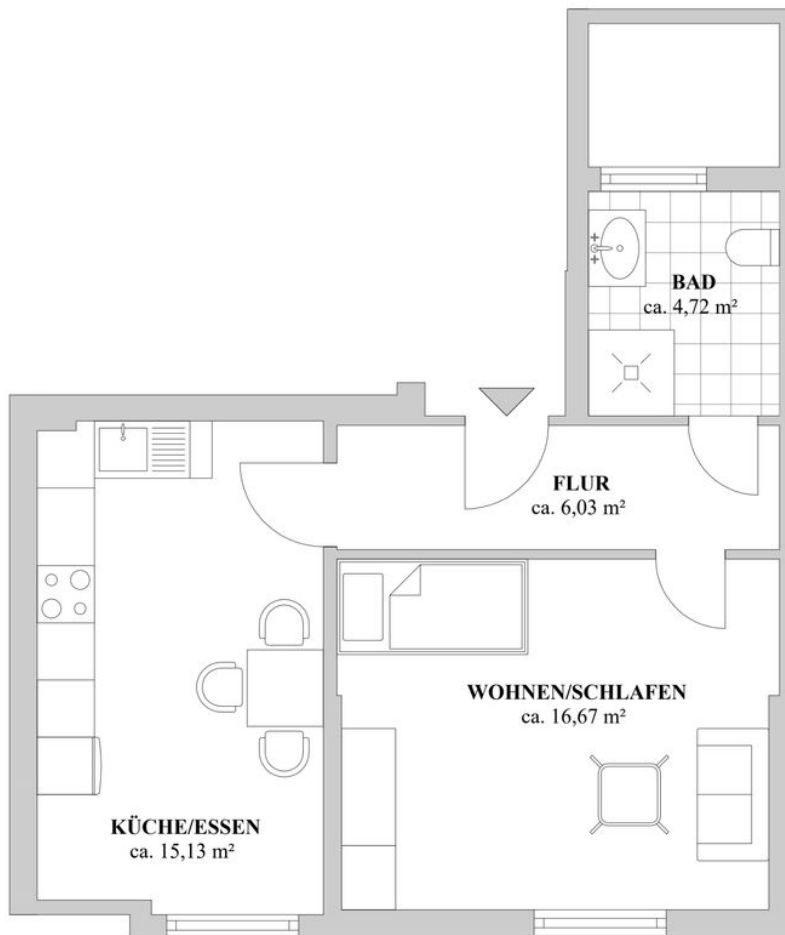 BAD
ca. 4,72 m²
FLUR
ca. 6,03 m²
WOHNEN/SCHLAFEN
ca. 16,67 m²
KÜCHE/ESSEN
ca. 15,13 m²